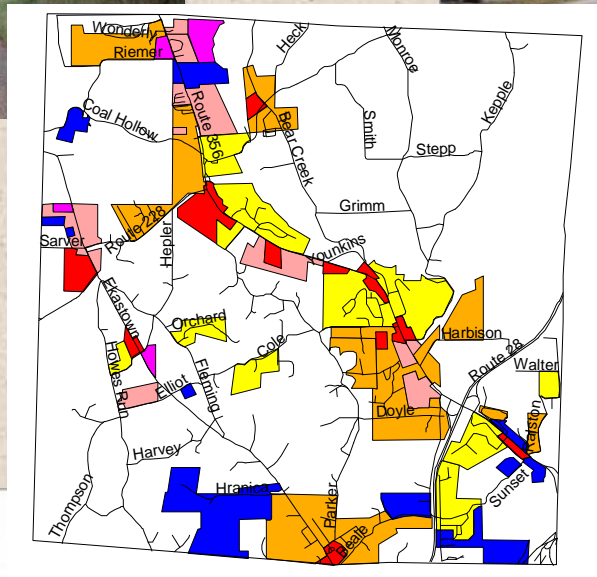 Wonderly
Heck
Monroe
Riemer
Kepple
Coal Hollow
Route 356
Bear Creek
Smith
Stepp
Grimm
Sarver
Route 228
Hepler
Younkins
Ekastown
Orchard
Cole
Harbison
Route 28
Walter
Howes Run
Elliot
Fleming
Doyle
Ralston
Harvey
Hranica
Sunset
Thompson
Parker
Beale